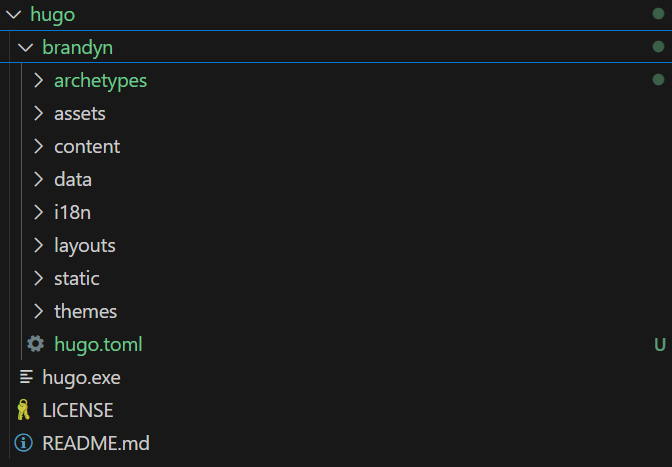 hugo
brandyn
archetypes
assets
content
data
i18n
layouts
static
themes
hugo.toml U
hugo.exe
LICENSE
README.md